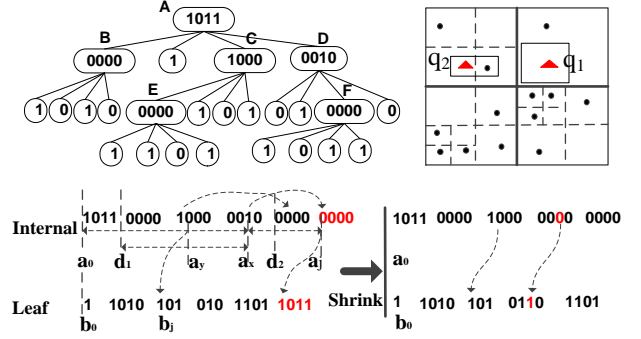 A
1011
B C D
0000 1 1000 0010
E F
1 0 1 0 0000 1 0 1 0 1 0000 1
1 1 0 1 1 0 1 1
q2 q1
Internal 1011 0000 1000 0010 0000 0000
a0 d1 ay ax d2 aj
Leaf 1 1010 101 010 1101 1011
b0 bj
Shrink
1011 0000 1000 0000 0000
a0
1 1010 101 0110 1101
b0